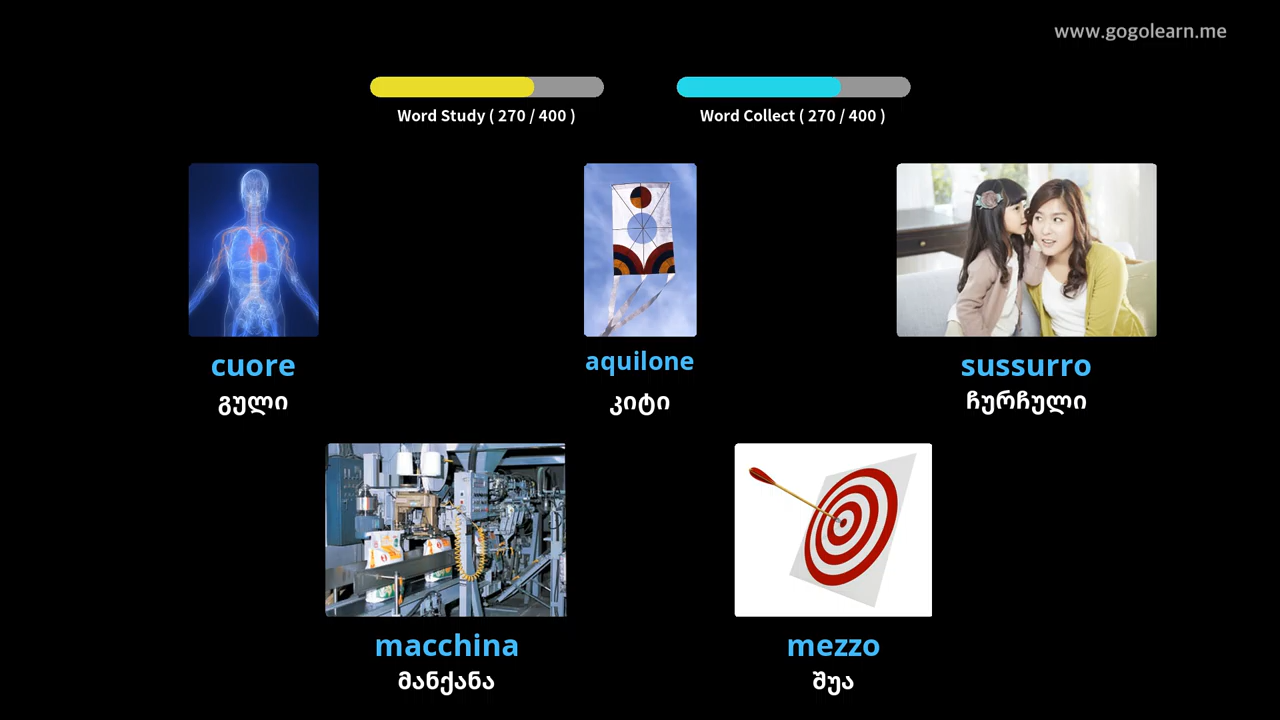 www.gogolearn.me
Word Study ( 270 / 400 )
Word Collect ( 270 / 400 )
cuore
გული
aquilone
კიტი
sussurro
ჩურჩული
macchina
მანქანა
mezzo
შუა